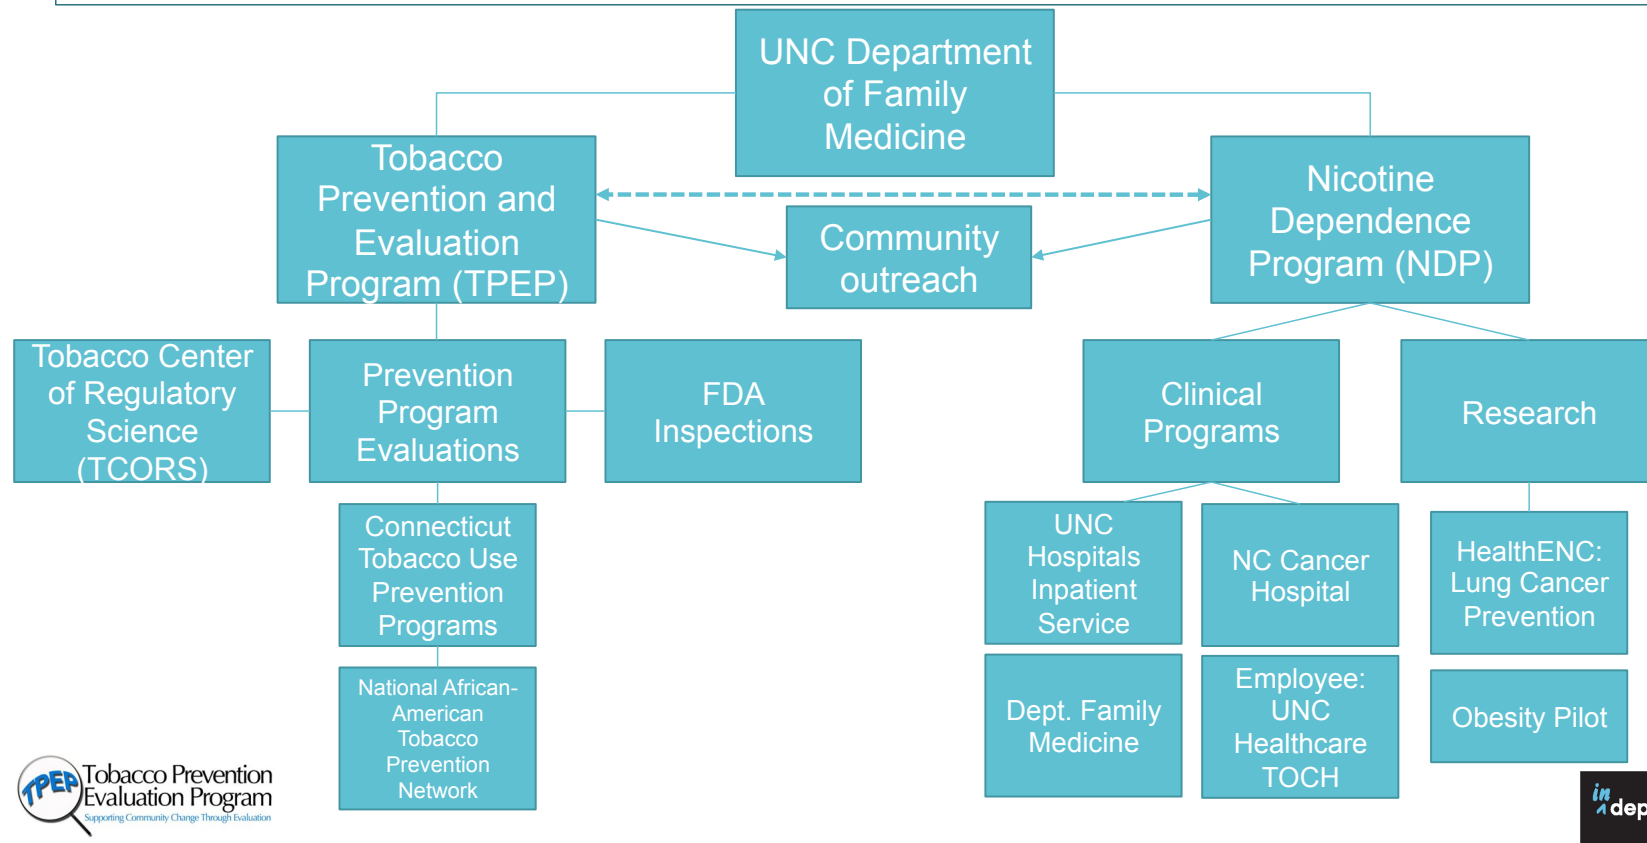 UNC Department
of Family
Medicine
Tobacco
Prevention and
Evaluation
Program (TPEP)
Community
outreach
Nicotine
Dependence
Program (NDP)
Tobacco Center
of Regulatory
Science
(TCORS)
Prevention
Program
Evaluations
FDA
Inspections
Clinical
Programs
Research
Connecticut
Tobacco Use
Prevention
Programs
UNC
Hospitals
Inpatient
Service
NC Cancer
Hospital
HealthENC:
Lung Cancer
Prevention
National African-
American
Tobacco
Prevention
Network
Dept. Family
Medicine
Employee:
UNC
Healthcare
TOCH
Obesity Pilot
TPEP
Tobacco Prevention
Evaluation Program
Supporting Community Change Through Evaluation
in
dep